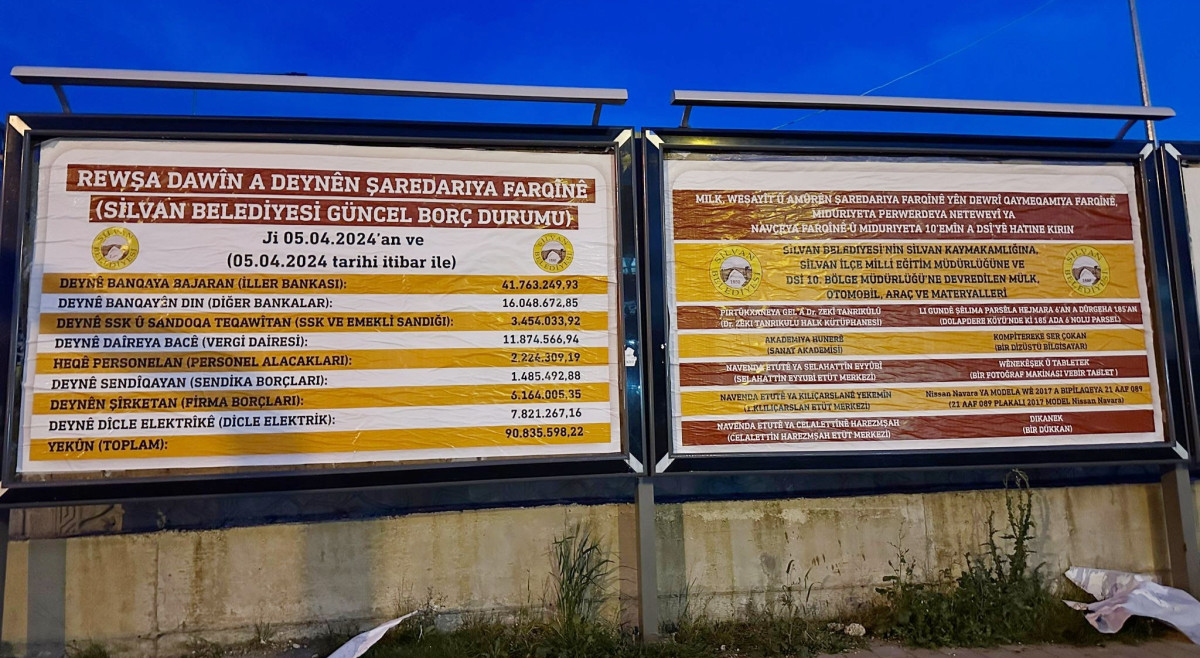 REWŞA DAWÎN A DEYNÊN ŞAREDARIYA FARQÎNÊ
(SİLVAN BELEDİYESİ GÜNCEL BORÇ DURUMU)
Ji 05.04.2024'an ve
(05.04.2024 tarihi itibar ile)
DEYNÊ BANQAYA BAJARAN (İLLER BANKASI): 41.763.249,93
DEYNÊ BANQAYÊN DIN (DİĞER BANKALAR): 16.048.672,85
DEYNÊ SSK Û SANDOQA TEQAWÎTAN (SSK VE EMEKLİ SANDIĞI): 3.454.033,92
DEYNÊ DAÎREYA BACÊ (VERGİ DAİRESİ): 11.874.566,94
HEQÊ PERSONELAN (PERSONEL ALACAKLARI): 2.224.309,19
DEYNÊ SENDÎQAYAN (SENDİKA BORÇLARI): 1.485.492,88
DEYNÊN ŞİRKETAN (FİRMA BORÇLARI): 6.164.005,35
DEYNÊ DÎCLE ELEKTRÎKÊ (DİCLE ELEKTRİK): 7.821.267,16
YEKÛN (TOPLAM): 90.835.598,22
MILK, WESAYÎT Û AMÛRÊN ŞAREDARIYA FARQÎNÊ YÊN DEWRÎ QAYMEQAMIYA FARQÎNÊ,
MIDURIYETA PERWERDEYA NETEWEYÎ YA
NAVÇEYA FARQÎNÊ Û MIDURIYETA 10'EMÎN A DSİ'YÊ HATINE KIRIN
SİLVAN BELEDİYESİ'NİN SİLVAN KAYMAKAMLIĞINA,
SİLVAN İLÇE MİLLİ EĞİTİM MÜDÜRLÜĞÜNE VE
DSİ 10. BÖLGE MÜDÜRLÜĞÜ'NE DEVREDİLEN MÜLK,
OTOMOBİL, ARAÇ VE MATERYALLERİ
PIRTÛKXANEYA GEL A Dr. ZEKÎ TANRIKULÛ
(Dr. ZEKİ TANRIKULU HALK KÜTÜPHANESİ)
LI GUNDÊ ŞÊLIMA PARSÊLA HEJMARA 6'AN A DÛRGEHA 185'AN
(DOLAPDERE KÖYÜ'NDE Kİ 185 ADA 6 NOLU PARSEL)
AKADEMIYA HUNERÊ
(SANAT AKADEMİSİ)
KOMPÎTEREKE SER ÇOKAN
(BİR DİZÜSTÜ BİLGİSAYAR)
NAVENDA ETUTÊ YA SELAHATTÎN EYYÛBÎ
(SELAHATTİN EYYUBİ ETÜT MERKEZİ)
WÊNEKÊŞEK Û TABLETEK
(BİR FOTOĞRAF MAKİNASI VE BİR TABLET)
NAVENDA ETUTÊ YA KILIÇARSLANÊ YEKEMIN
(1.KILIÇARSLAN ETÜT MERKEZİ)
Nissan Navara YA MODELA WÊ 2017 A BI PILAQEYA 21 AAF 089
(21 AAF 089 PLAKALI 2017 MODEL Nissan Navara)
NAVENDA ETUTÊ YA CELALETTÎNÊ HAREZMŞAH
(CELALETTİN HAREZMŞAH ETÜT MERKEZİ)
DIKANEK
(BİR DÜKKAN)